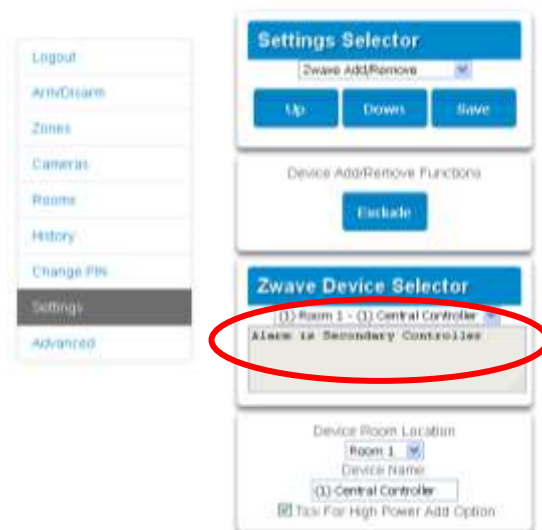 Logout
Arm/Disarm
Zones
Cameras
Rooms
History
Change PIN
Settings
Advanced
Settings Selector
Zwave Add/Remove
Up Down Save
Device Add/Remove Functions
Exclude
Zwave Device Selector
(1) Room 1 - (1) Central Controller
Alarm is Secondary Controller
Device Room Location
Room 1
Device Name
(1) Central Controller
Tick For High Power Add Option